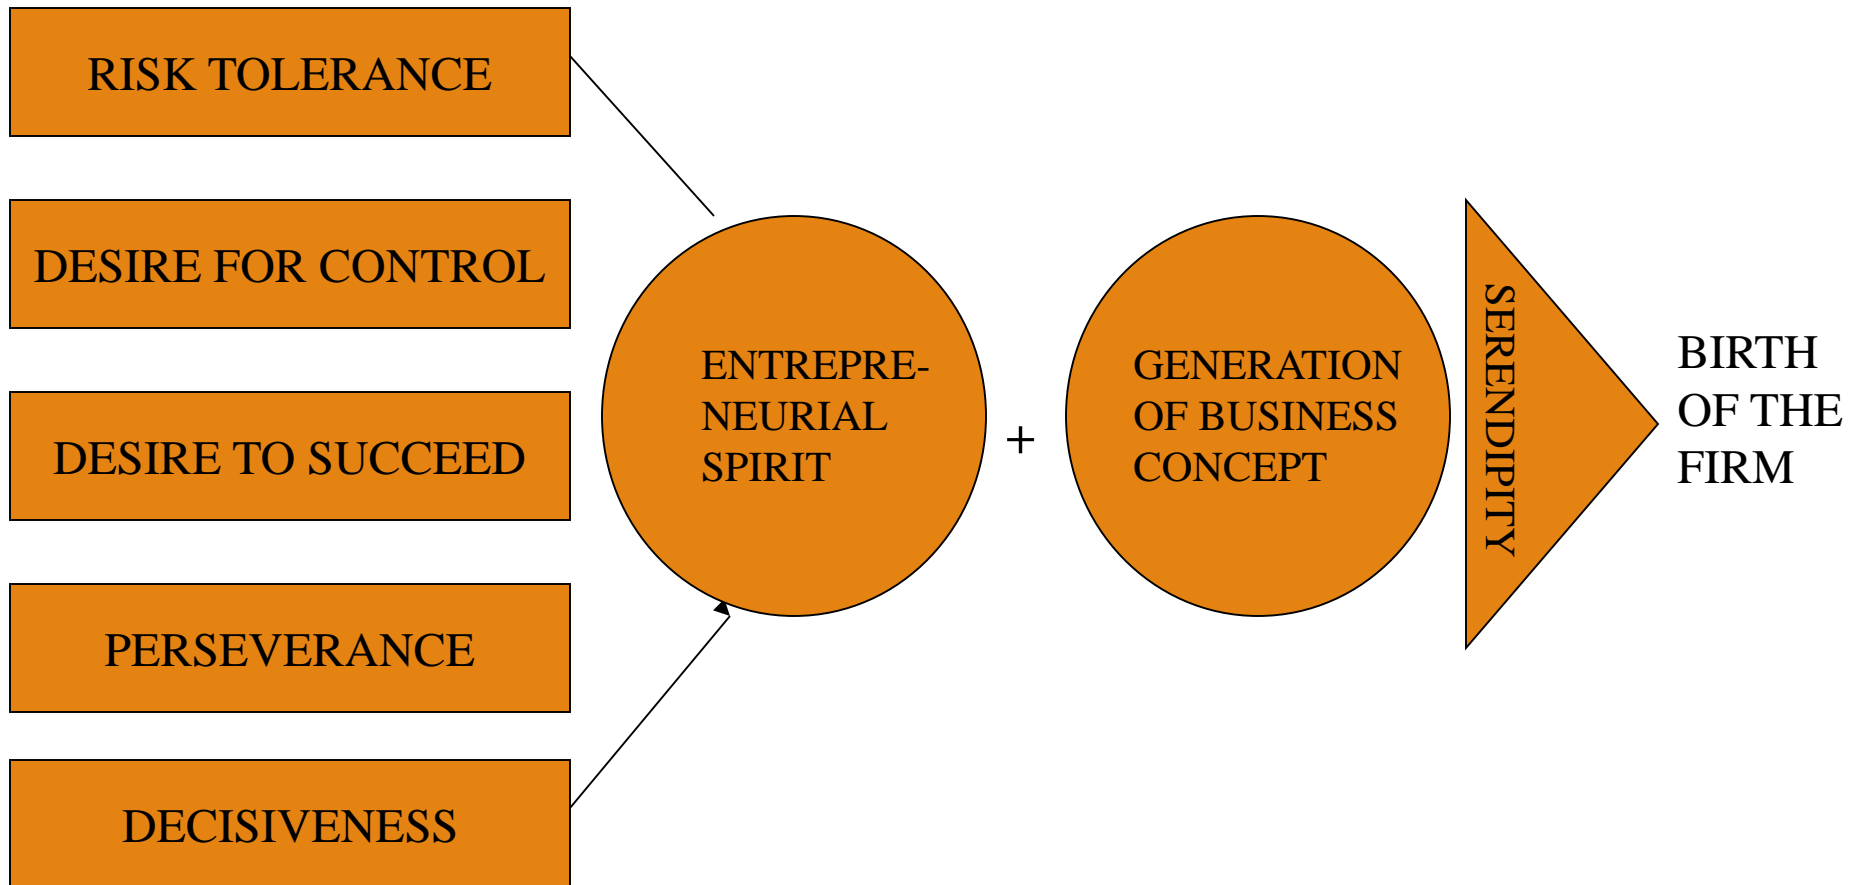 RISK TOLERANCE
DESIRE FOR CONTROL
DESIRE TO SUCCEED
PERSEVERANCE
DECISIVENESS
ENTREPRE-
NEURIAL
SPIRIT
+
GENERATION
OF BUSINESS
CONCEPT
SERENDIPITY
BIRTH
OF THE
FIRM